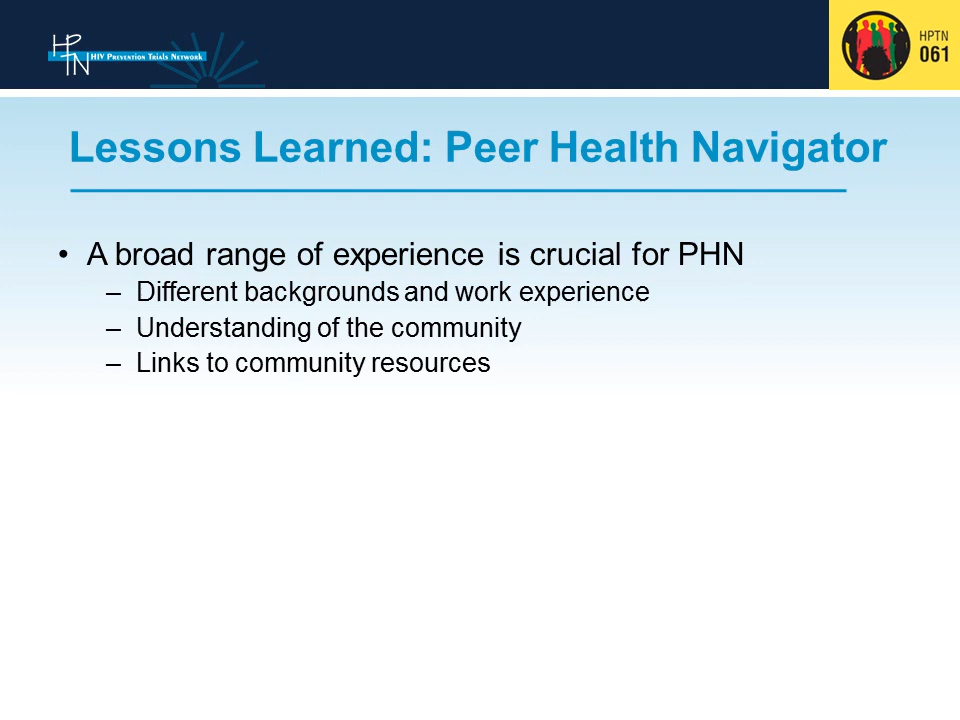 HPTN
HIV Prevention Trials Network
HPTN
061
Lessons Learned: Peer Health Navigator
• A broad range of experience is crucial for PHN
– Different backgrounds and work experience
– Understanding of the community
– Links to community resources